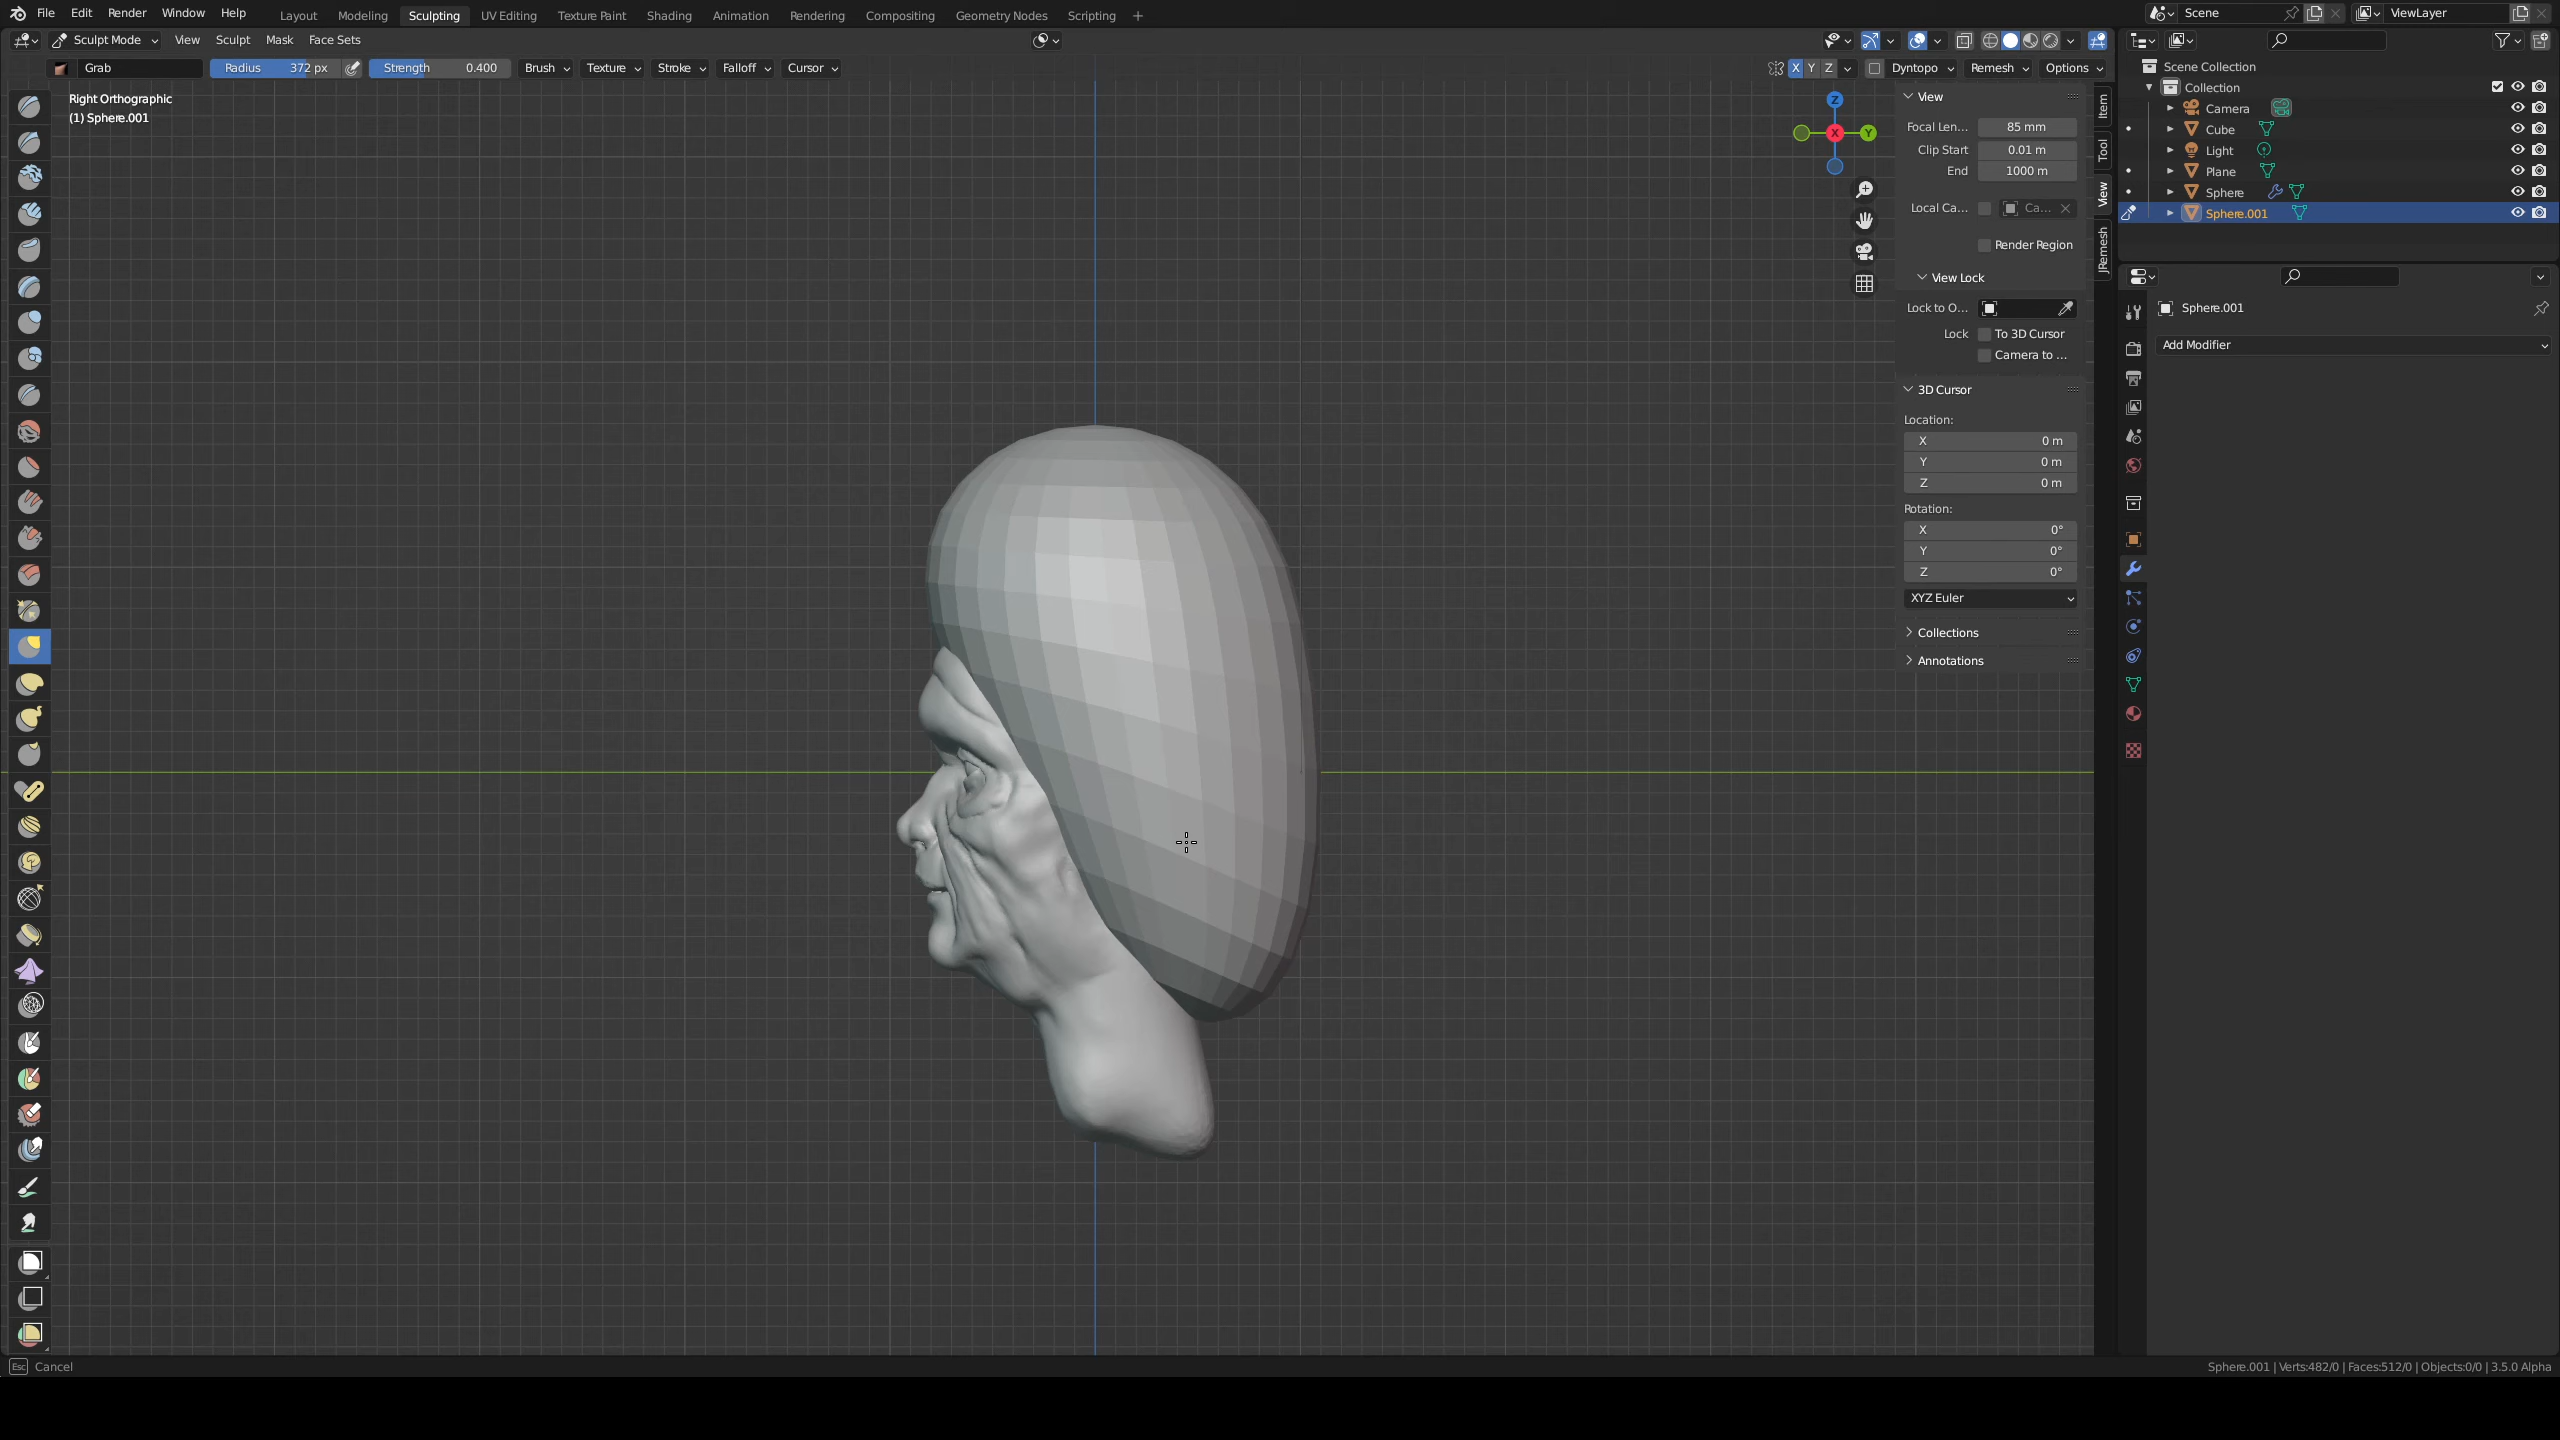 File Edit Render Window Help Layout Modeling Sculpting UV Editing Texture Paint Shading Animation Rendering Compositing Geometry Nodes Scripting + Scene ViewLayer
Sculpt Mode View Sculpt Mask Face Sets
Grab Radius 372 px Strength 0.400 Brush Texture Stroke Falloff Cursor X Y Z Dyntopo Remesh Options
Right Orthographic
(1) Sphere.001
Z
X
Y
View
Focal Len... 85 mm
Clip Start 0.01 m
End 1000 m
Local Ca... Ca...
Render Region
View Lock
Lock to O...
Lock To 3D Cursor
Camera to ...
3D Cursor
Location:
X 0 m
Y 0 m
Z 0 m
Rotation:
X 0°
Y 0°
Z 0°
XYZ Euler
Collections
Annotations
Item
Tool
View
JRemesh
Scene Collection
Collection
Camera
Cube
Light
Plane
Sphere
Sphere.001
Sphere.001
Add Modifier
Esc Cancel
Sphere.001 | Verts:482/0 | Faces:512/0 | Objects:0/0 | 3.5.0 Alpha